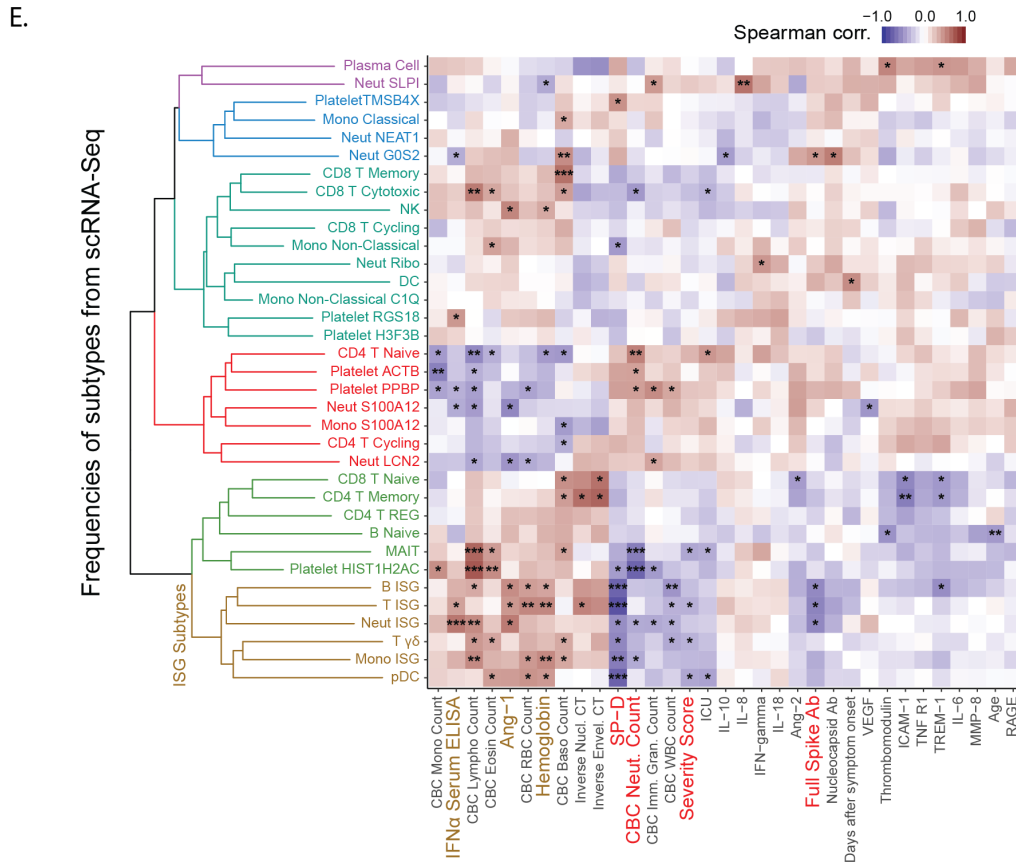 E.
−1.0 0.0 1.0
Spearman corr.
Frequencies of subtypes from scRNA-Seq
ISG Subtypes
Plasma Cell * *
Neut SLPI * * **
PlateletTMSB4X *
Mono Classical *
Neut NEAT1
Neut G0S2 * ** * * *
CD8 T Memory ***
CD8 T Cytotoxic ** * * * *
NK * *
CD8 T Cycling
Mono Non−Classical * *
Neut Ribo *
DC *
Mono Non−Classical C1Q
Platelet RGS18 *
Platelet H3F3B
CD4 T Naive * ** * * * ** *
Platelet ACTB ** * *
Platelet PPBP * * * * * * *
Neut S100A12 * * * *
Mono S100A12 *
CD4 T Cycling *
Neut LCN2 * * * *
CD8 T Naive * * * * *
CD4 T Memory * * * ** *
CD4 T REG
B Naive * **
MAIT *** * * *** * *
Platelet HIST1H2AC * *** ** * *** *
B ISG * * * * *** ** * *
T ISG * * ** ** * *** * * *
Neut ISG *** ** * * * * * *
T γδ * * * * * *
Mono ISG ** * ** * ** *
pDC * * * *** * *
CBC Mono Count
IFNα Serum ELISA
CBC Lympho Count
CBC Eosin Count
Ang−1
CBC RBC Count
Hemoglobin
CBC Baso Count
Inverse Nucl. CT
Inverse Envel. CT
SP−D
CBC Neut. Count
CBC Imm. Gran. Count
CBC WBC count
Severity Score
ICU
IL−10
IL−8
IFN−gamma
IL−18
Ang−2
Full Spike Ab
Nucleocapsid Ab
Days after symptom onset
VEGF
Thrombomodulin
ICAM−1
TNF R1
TREM−1
IL−6
MMP−8
Age
RAGE